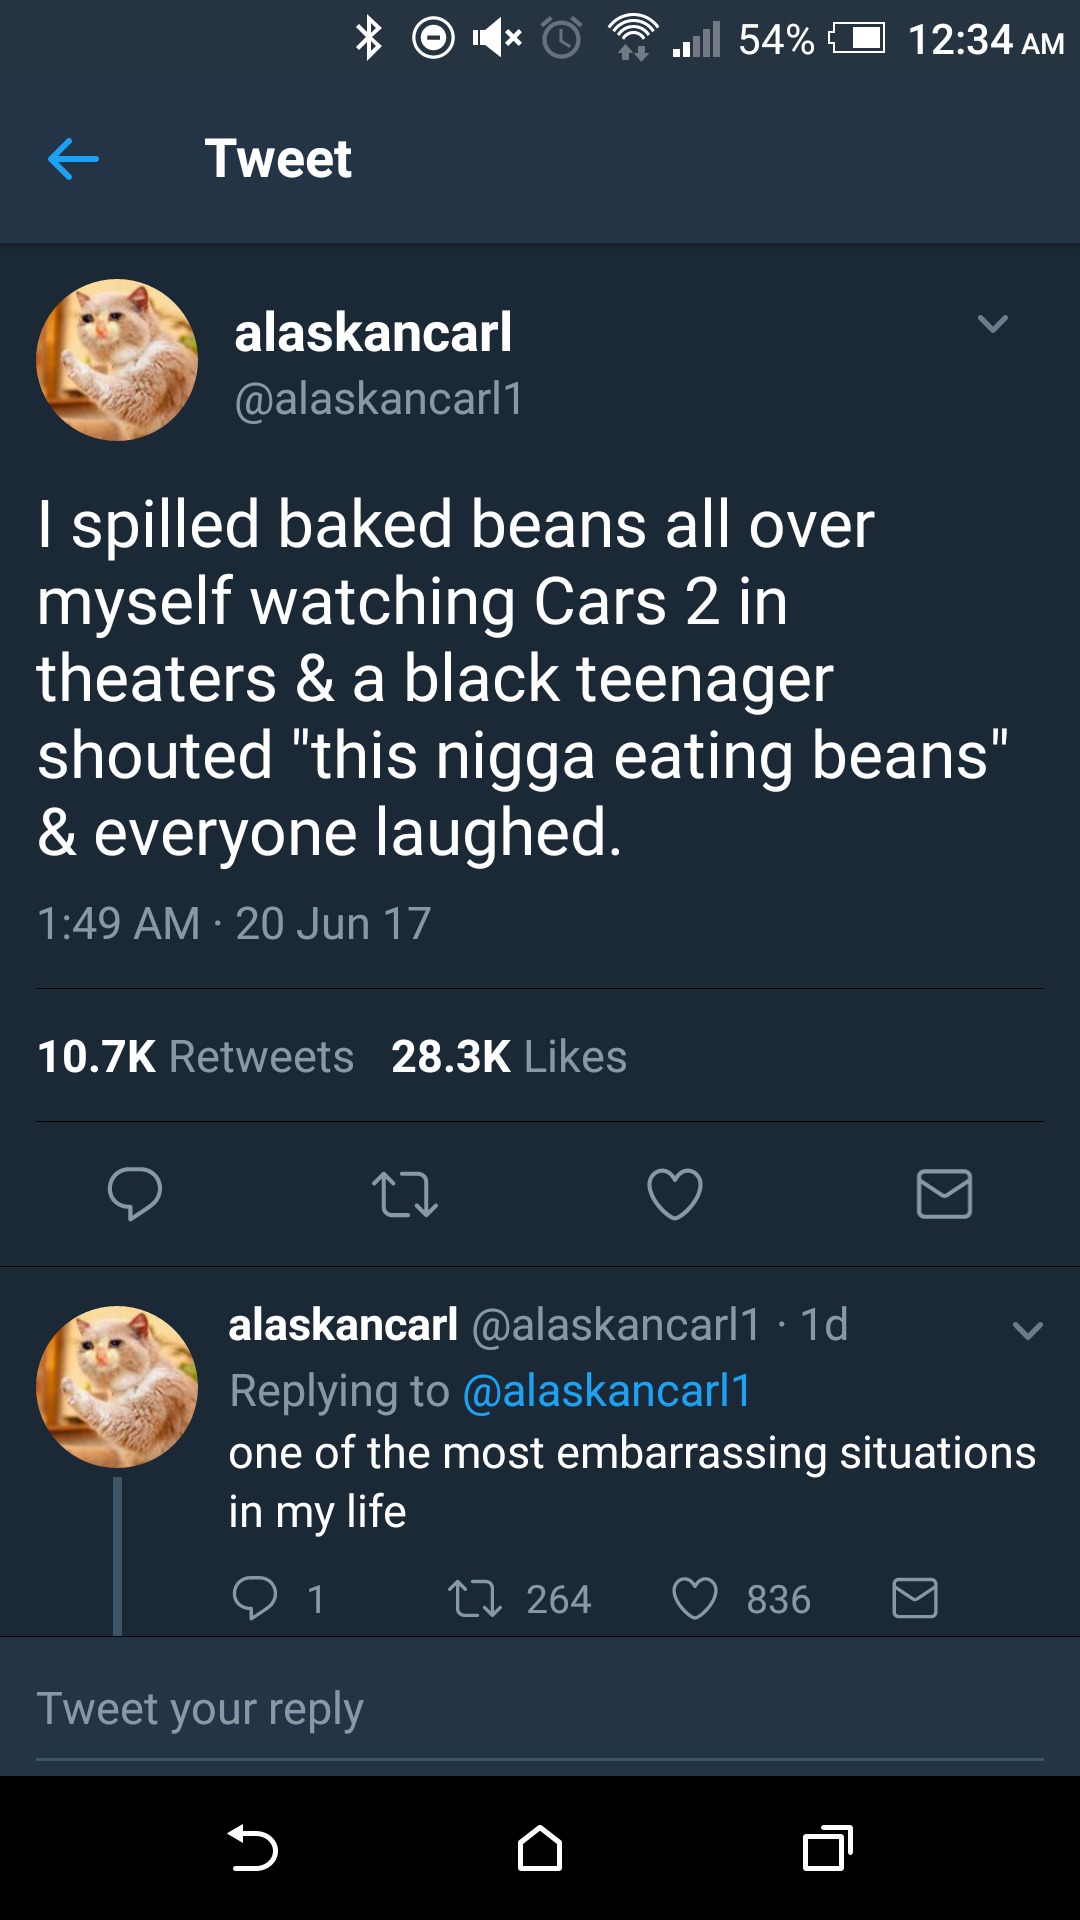 54% 12:34 AM
Tweet
alaskancarl
@alaskancarl1
I spilled baked beans all over
myself watching Cars 2 in
theaters & a black teenager
shouted "this nigga eating beans"
& everyone laughed.
1:49 AM · 20 Jun 17
10.7K Retweets 28.3K Likes
alaskancarl @alaskancarl1 · 1d
Replying to @alaskancarl1
one of the most embarrassing situations
in my life
1 264 836
Tweet your reply